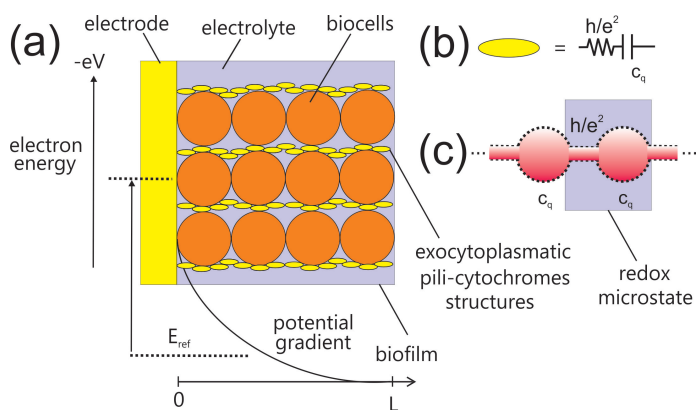 (a)
electrode
electrolyte
biocells
-eV
electron
energy
E_ref
potential
gradient
0
L
exocytoplasmatic
pili-cytochromes
structures
biofilm
(b)
=
h/e²
c_q
(c)
h/e²
c_q
c_q
redox
microstate